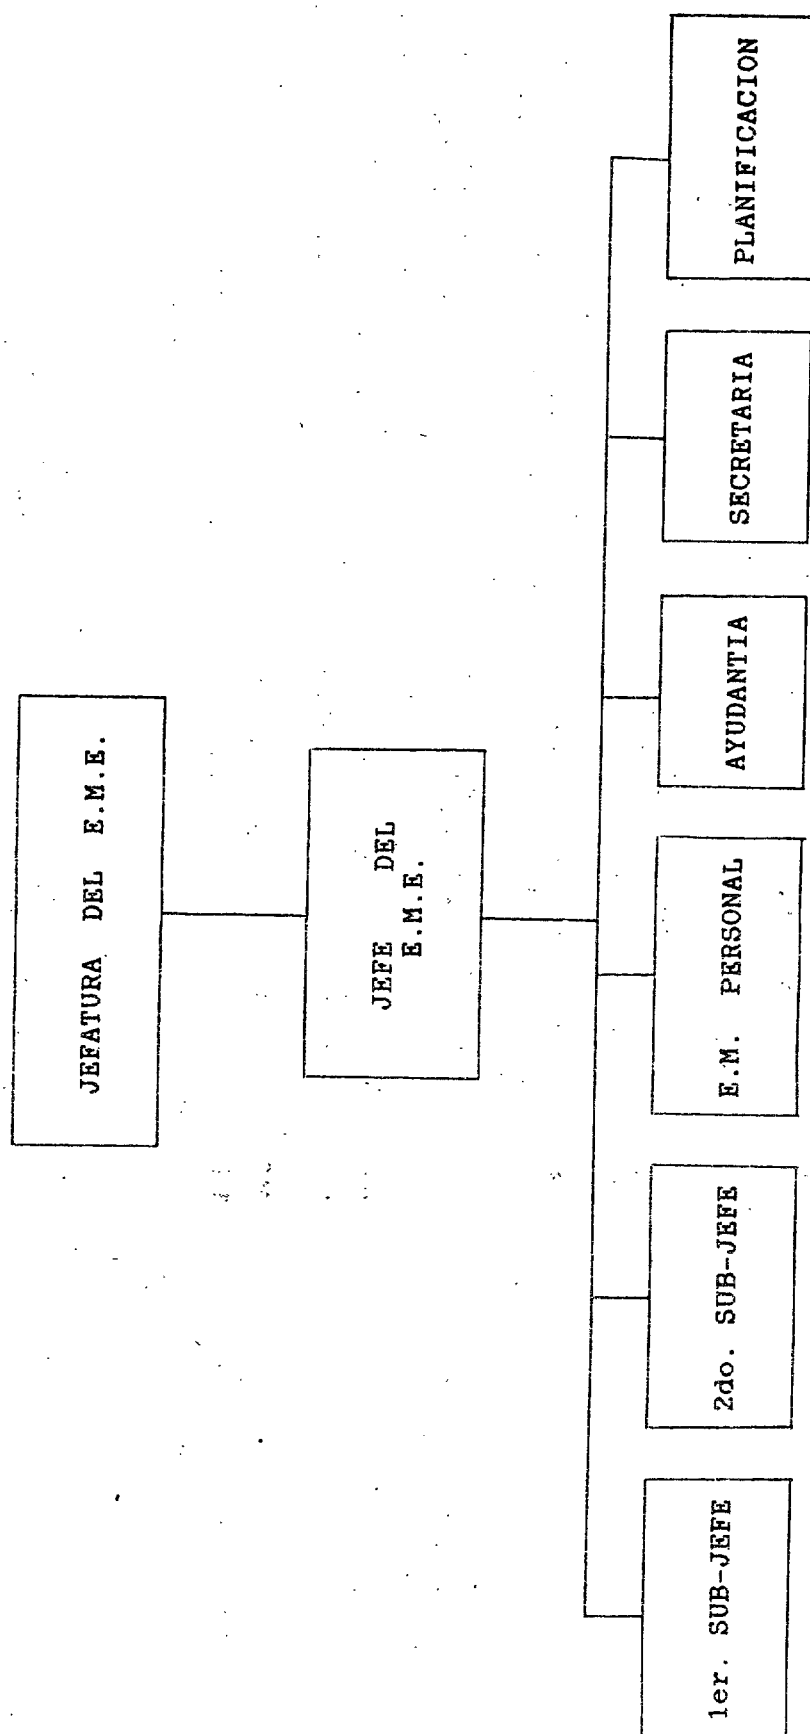 JEFATURA DEL E.M.E.
JEFE DEL
E.M.E.
1er. SUB-JEFE
2do. SUB-JEFE
E.M. PERSONAL
AYUDANTIA
SECRETARIA
PLANIFICACION